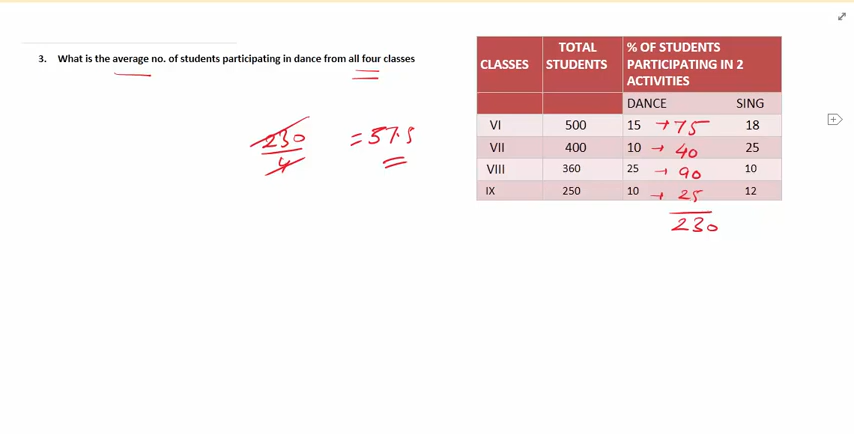 3. What is the average no. of students participating in dance from all four classes
230
4
= 57.5
CLASSES TOTAL STUDENTS % OF STUDENTS PARTICIPATING IN 2 ACTIVITIES
DANCE SING
VI 500 15 → 75 18
VII 400 10 → 40 25
VIII 360 25 → 90 10
IX 250 10 → 25 12
230